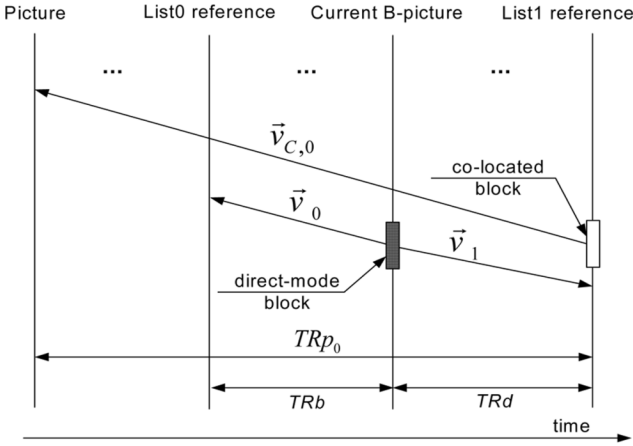 Picture
List0 reference
Current B-picture
List1 reference
...
...
...
v⃗ C,0
co-located
block
v⃗ 0
v⃗ 1
direct-mode
block
TRp0
TRb
TRd
time